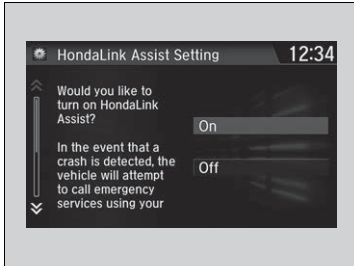 HondaLink Assist Setting
12:34
Would you like to
turn on HondaLink
Assist?
In the event that a
crash is detected, the
vehicle will attempt
to call emergency
services using your
On
Off